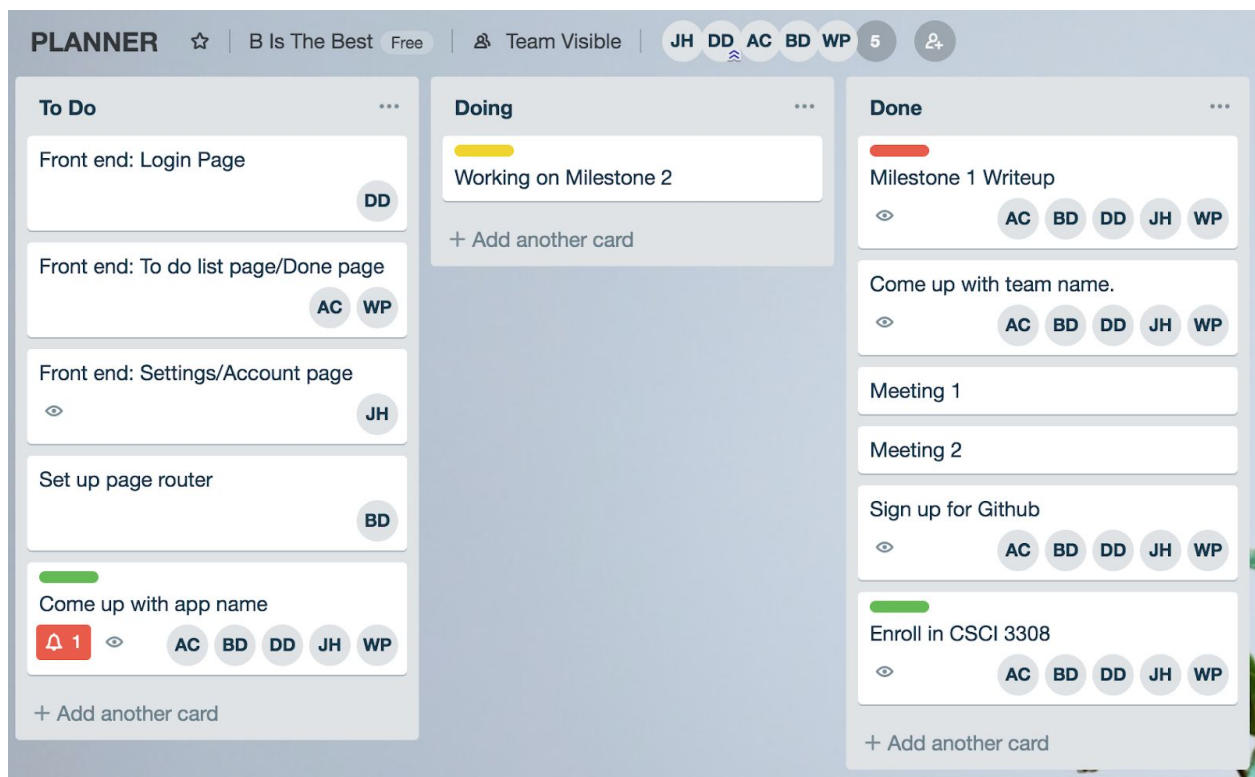 PLANNER B Is The Best Free Team Visible JH DD AC BD WP 5
To Do
Front end: Login Page
DD
Front end: To do list page/Done page
AC WP
Front end: Settings/Account page
JH
Set up page router
BD
Come up with app name
1 AC BD DD JH WP
+ Add another card
Doing
Working on Milestone 2
+ Add another card
Done
Milestone 1 Writeup
AC BD DD JH WP
Come up with team name.
AC BD DD JH WP
Meeting 1
Meeting 2
Sign up for Github
AC BD DD JH WP
Enroll in CSCI 3308
AC BD DD JH WP
+ Add another card